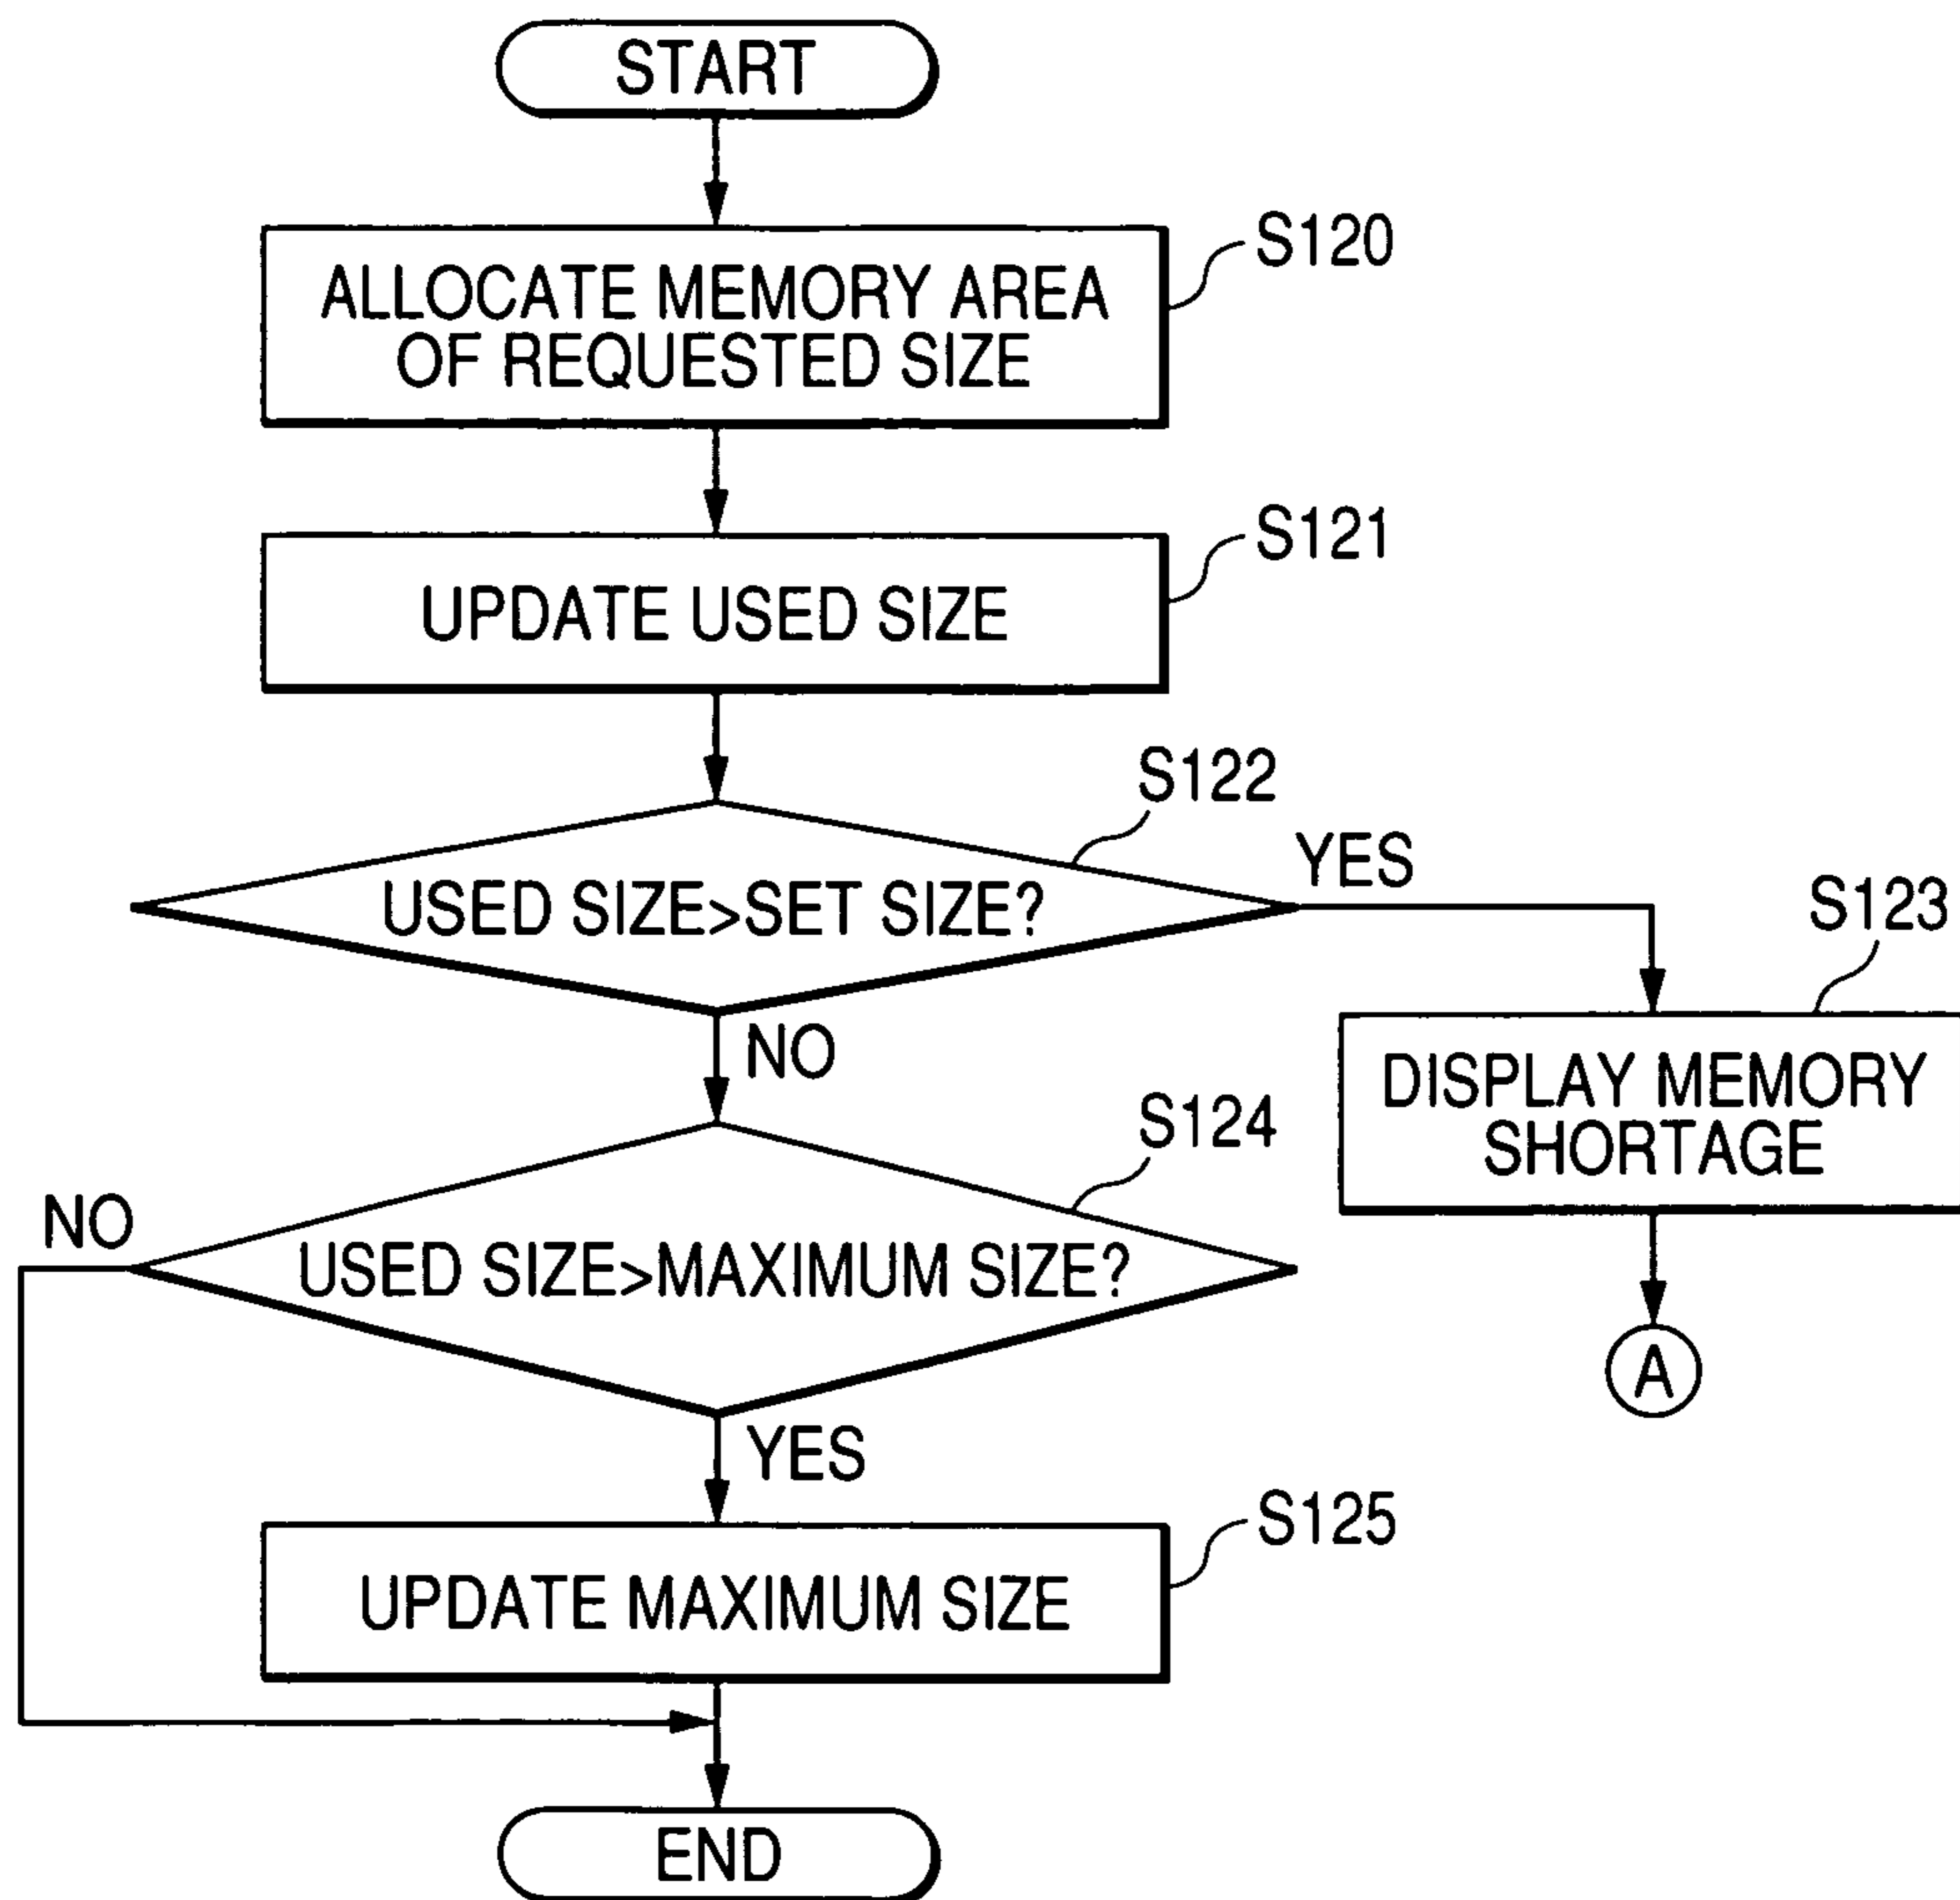 START
S120
ALLOCATE MEMORY AREA
OF REQUESTED SIZE
S121
UPDATE USED SIZE
S122
USED SIZE>SET SIZE?
YES
S123
NO
DISPLAY MEMORY
SHORTAGE
S124
NO
USED SIZE>MAXIMUM SIZE?
A
YES
S125
UPDATE MAXIMUM SIZE
END